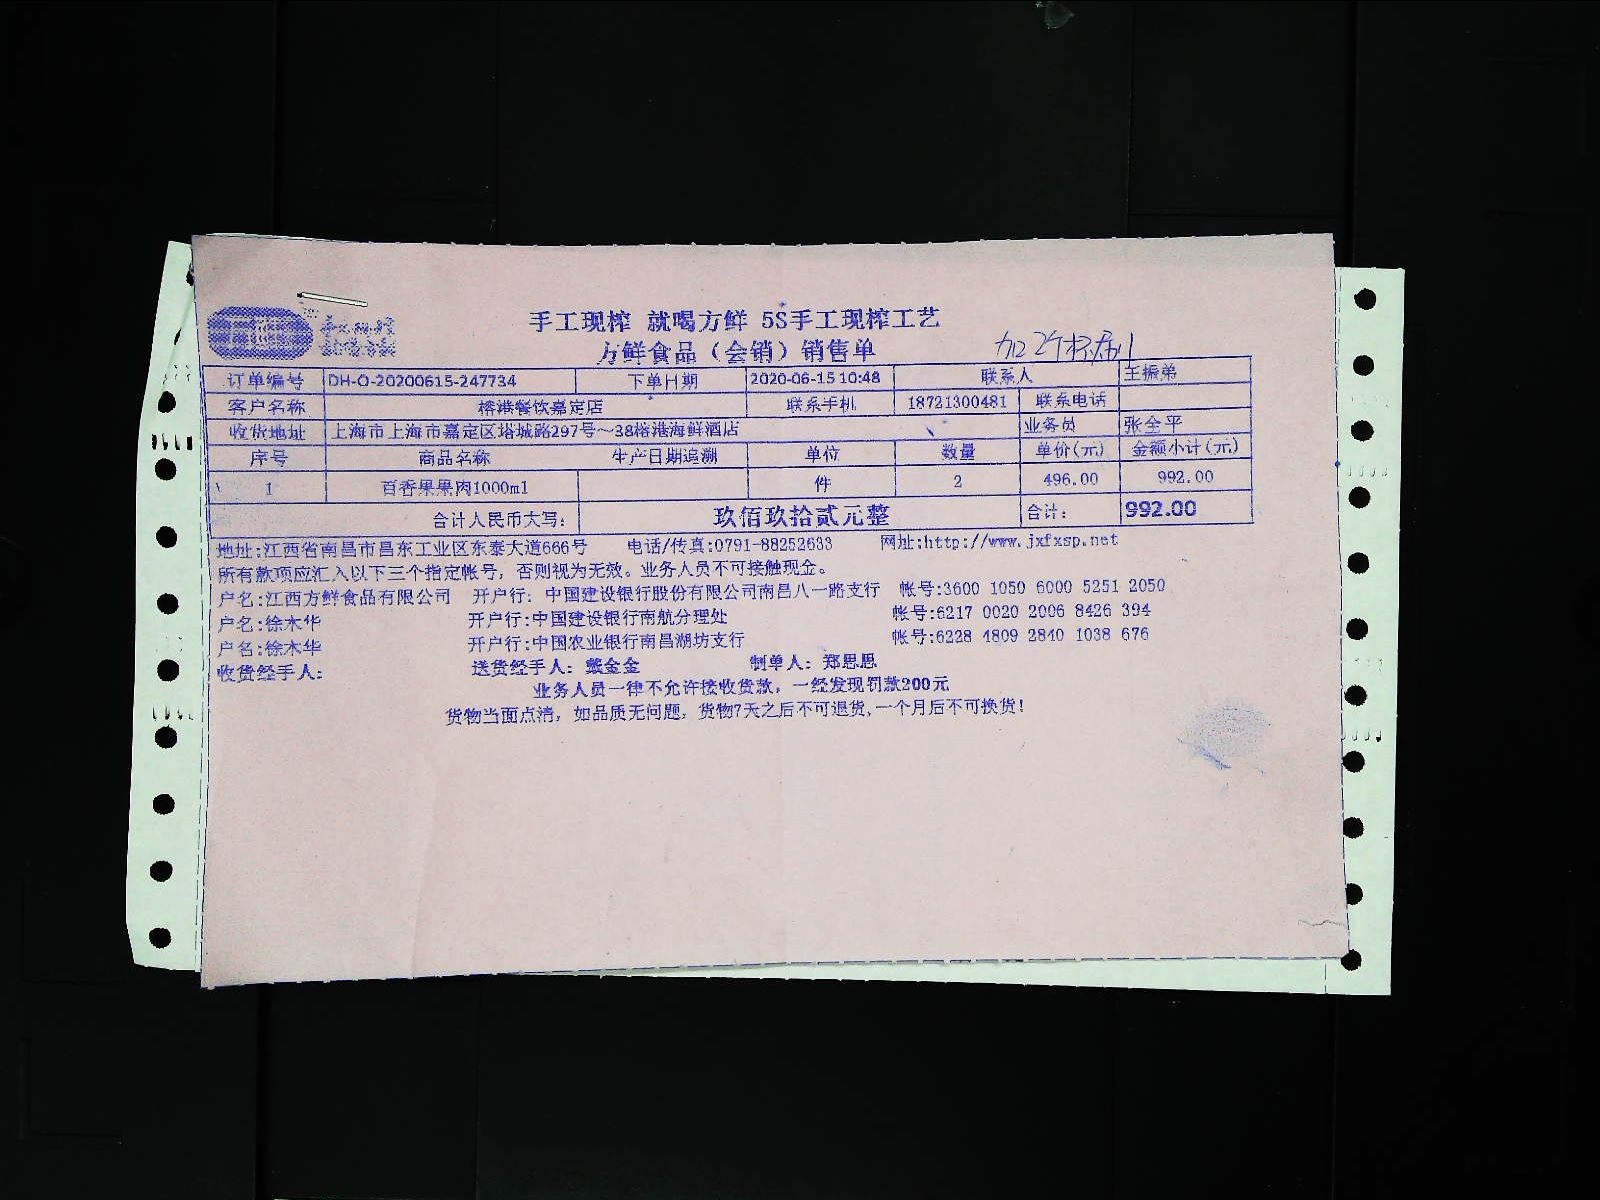 手工现榨 就喝方鲜 5S手工现榨工艺
方鲜食品（会销）销售单
订单编号 DH-O-20200615-247734 下单日期 2020-06-15 10:48 联系人 王振弟
客户名称 榕港餐饮嘉定店 联系手机 18721300481 联系电话
收货地址 上海市上海市嘉定区塔城路297号～38榕港海鲜酒店 业务员 张全平
序号 商品名称 生产日期追溯 单位 数量 单价(元) 金额小计(元)
1 百香果果肉1000ml 件 2 496.00 992.00
合计人民币大写: 玖佰玖拾贰元整 合计: 992.00
地址:江西省南昌市昌东工业区东泰大道666号 电话/传真:0791-88252633 网址:http://www.jxfxsp.net
所有款项应汇入以下三个指定帐号，否则视为无效。业务人员不可接触现金。
户名:江西方鲜食品有限公司 开户行: 中国建设银行股份有限公司南昌八一路支行 帐号:3600 1050 6000 5251 2050
户名:徐木华 开户行:中国建设银行南航分理处 帐号:6217 0020 2006 8426 394
户名:徐木华 开户行:中国农业银行南昌湖坊支行 帐号:6228 4809 2840 1038 676
收货经手人: 送货经手人: 戴金金 制单人: 郑思思
业务人员一律不允许接收货款，一经发现罚款200元
货物当面点清，如品质无问题，货物7天之后不可退货,一个月后不可换货!